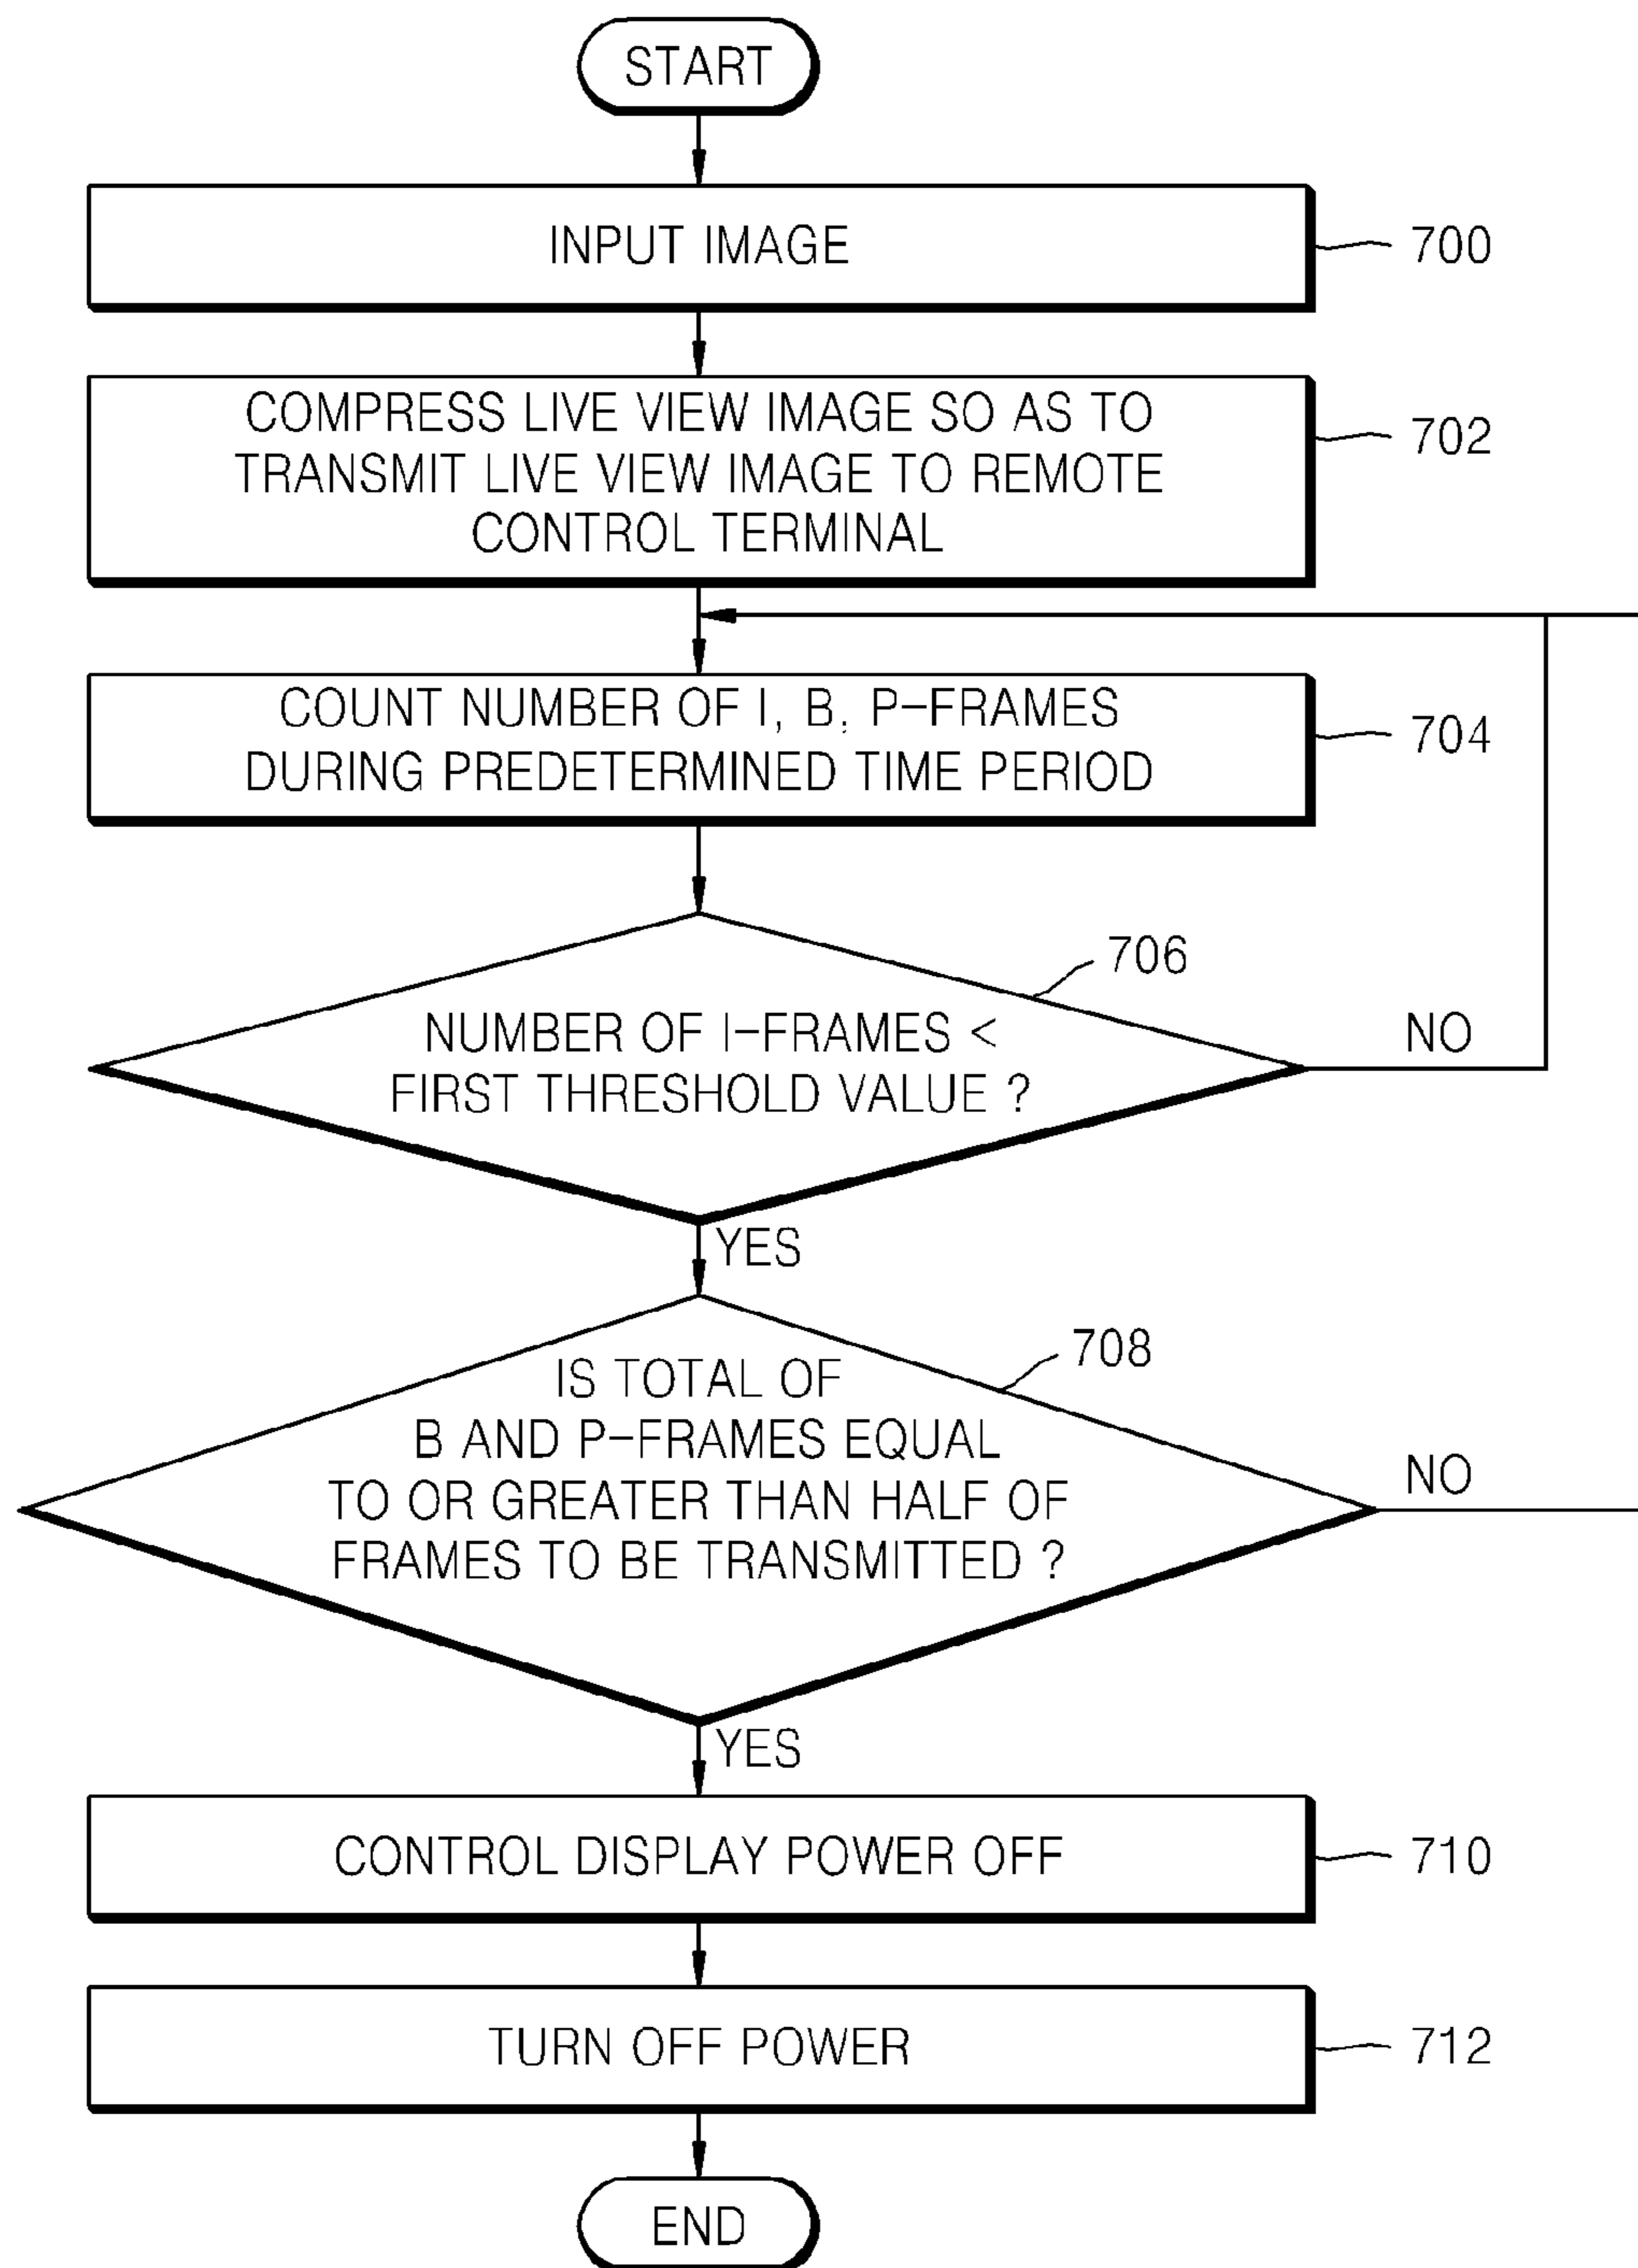 START
INPUT IMAGE
700
COMPRESS LIVE VIEW IMAGE SO AS TO
TRANSMIT LIVE VIEW IMAGE TO REMOTE
CONTROL TERMINAL
702
COUNT NUMBER OF I, B, P-FRAMES
DURING PREDETERMINED TIME PERIOD
704
706
NUMBER OF I-FRAMES <
FIRST THRESHOLD VALUE ?
NO
YES
708
IS TOTAL OF
B AND P-FRAMES EQUAL
TO OR GREATER THAN HALF OF
FRAMES TO BE TRANSMITTED ?
NO
YES
CONTROL DISPLAY POWER OFF
710
TURN OFF POWER
712
END